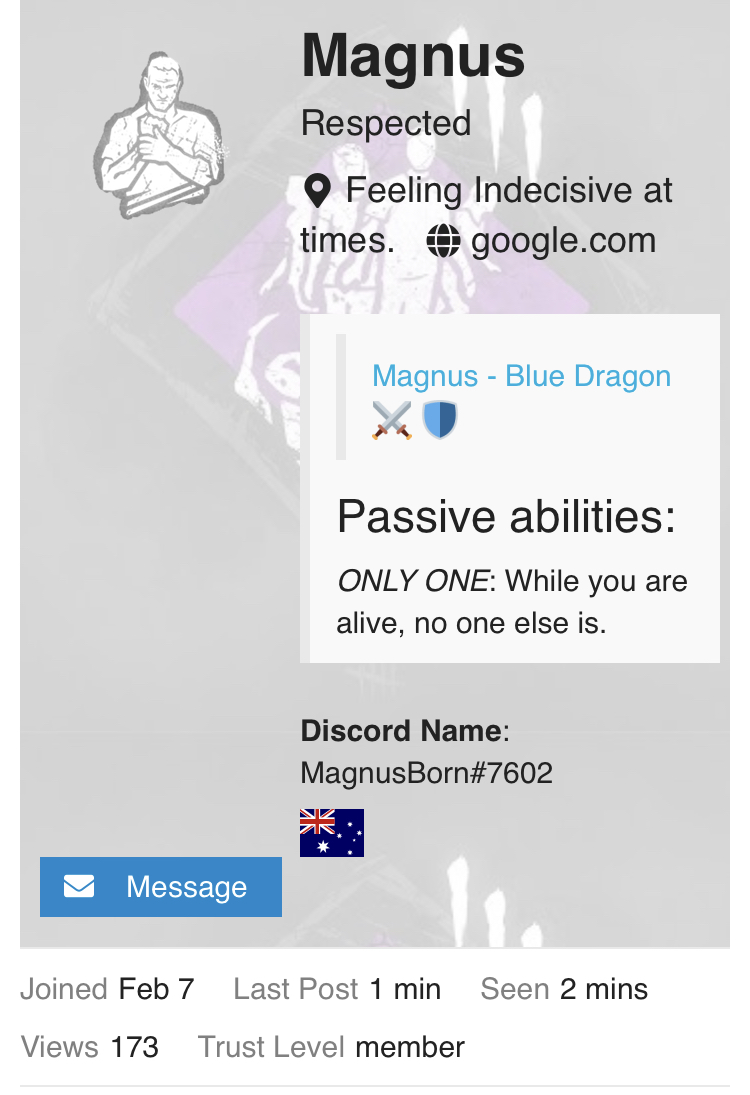 Magnus
Respected
Feeling Indecisive at
times. google.com
Magnus - Blue Dragon
Passive abilities:
ONLY ONE: While you are
alive, no one else is.
Discord Name:
MagnusBorn#7602
Message
Joined Feb 7 Last Post 1 min Seen 2 mins
Views 173 Trust Level member